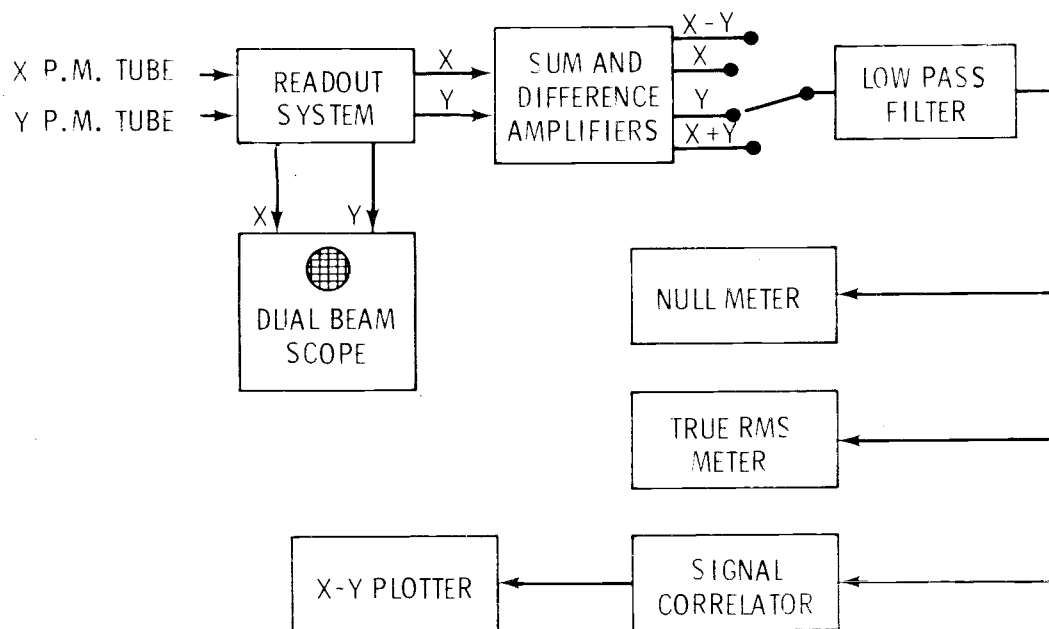 X P.M. TUBE
Y P.M. TUBE
READOUT
SYSTEM
X
Y
SUM AND
DIFFERENCE
AMPLIFIERS
X-Y
X
Y
X+Y
LOW PASS
FILTER
X
Y
DUAL BEAM
SCOPE
NULL METER
TRUE RMS
METER
X-Y PLOTTER
SIGNAL
CORRELATOR